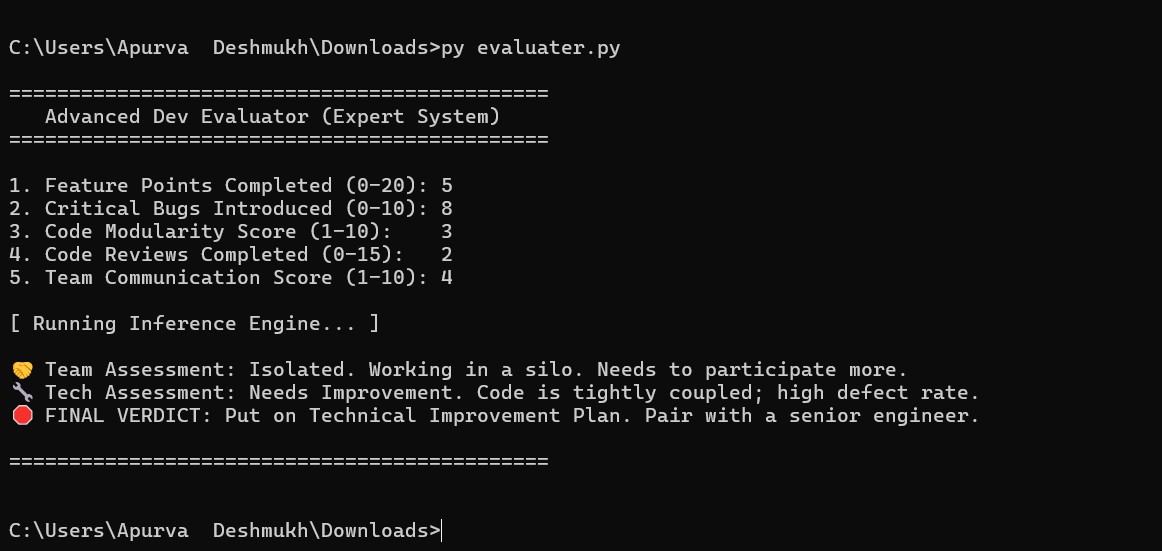 C:\Users\Apurva  Deshmukh\Downloads>py evaluater.py
=============================================
   Advanced Dev Evaluator (Expert System)
=============================================
1. Feature Points Completed (0-20): 5
2. Critical Bugs Introduced (0-10): 8
3. Code Modularity Score (1-10):    3
4. Code Reviews Completed (0-15):   2
5. Team Communication Score (1-10): 4
[ Running Inference Engine... ]
🤝 Team Assessment: Isolated. Working in a silo. Needs to participate more.
🔧 Tech Assessment: Needs Improvement. Code is tightly coupled; high defect rate.
🛑 FINAL VERDICT: Put on Technical Improvement Plan. Pair with a senior engineer.
=============================================
C:\Users\Apurva  Deshmukh\Downloads>